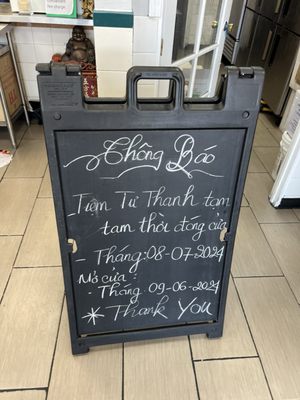 Thông Báo
Tiệm Tư Thanh tạm
tam thời đóng cửa
- Tháng: 08-07-2024
Mở cửa :
- Tháng 09-06-2024
Thank You